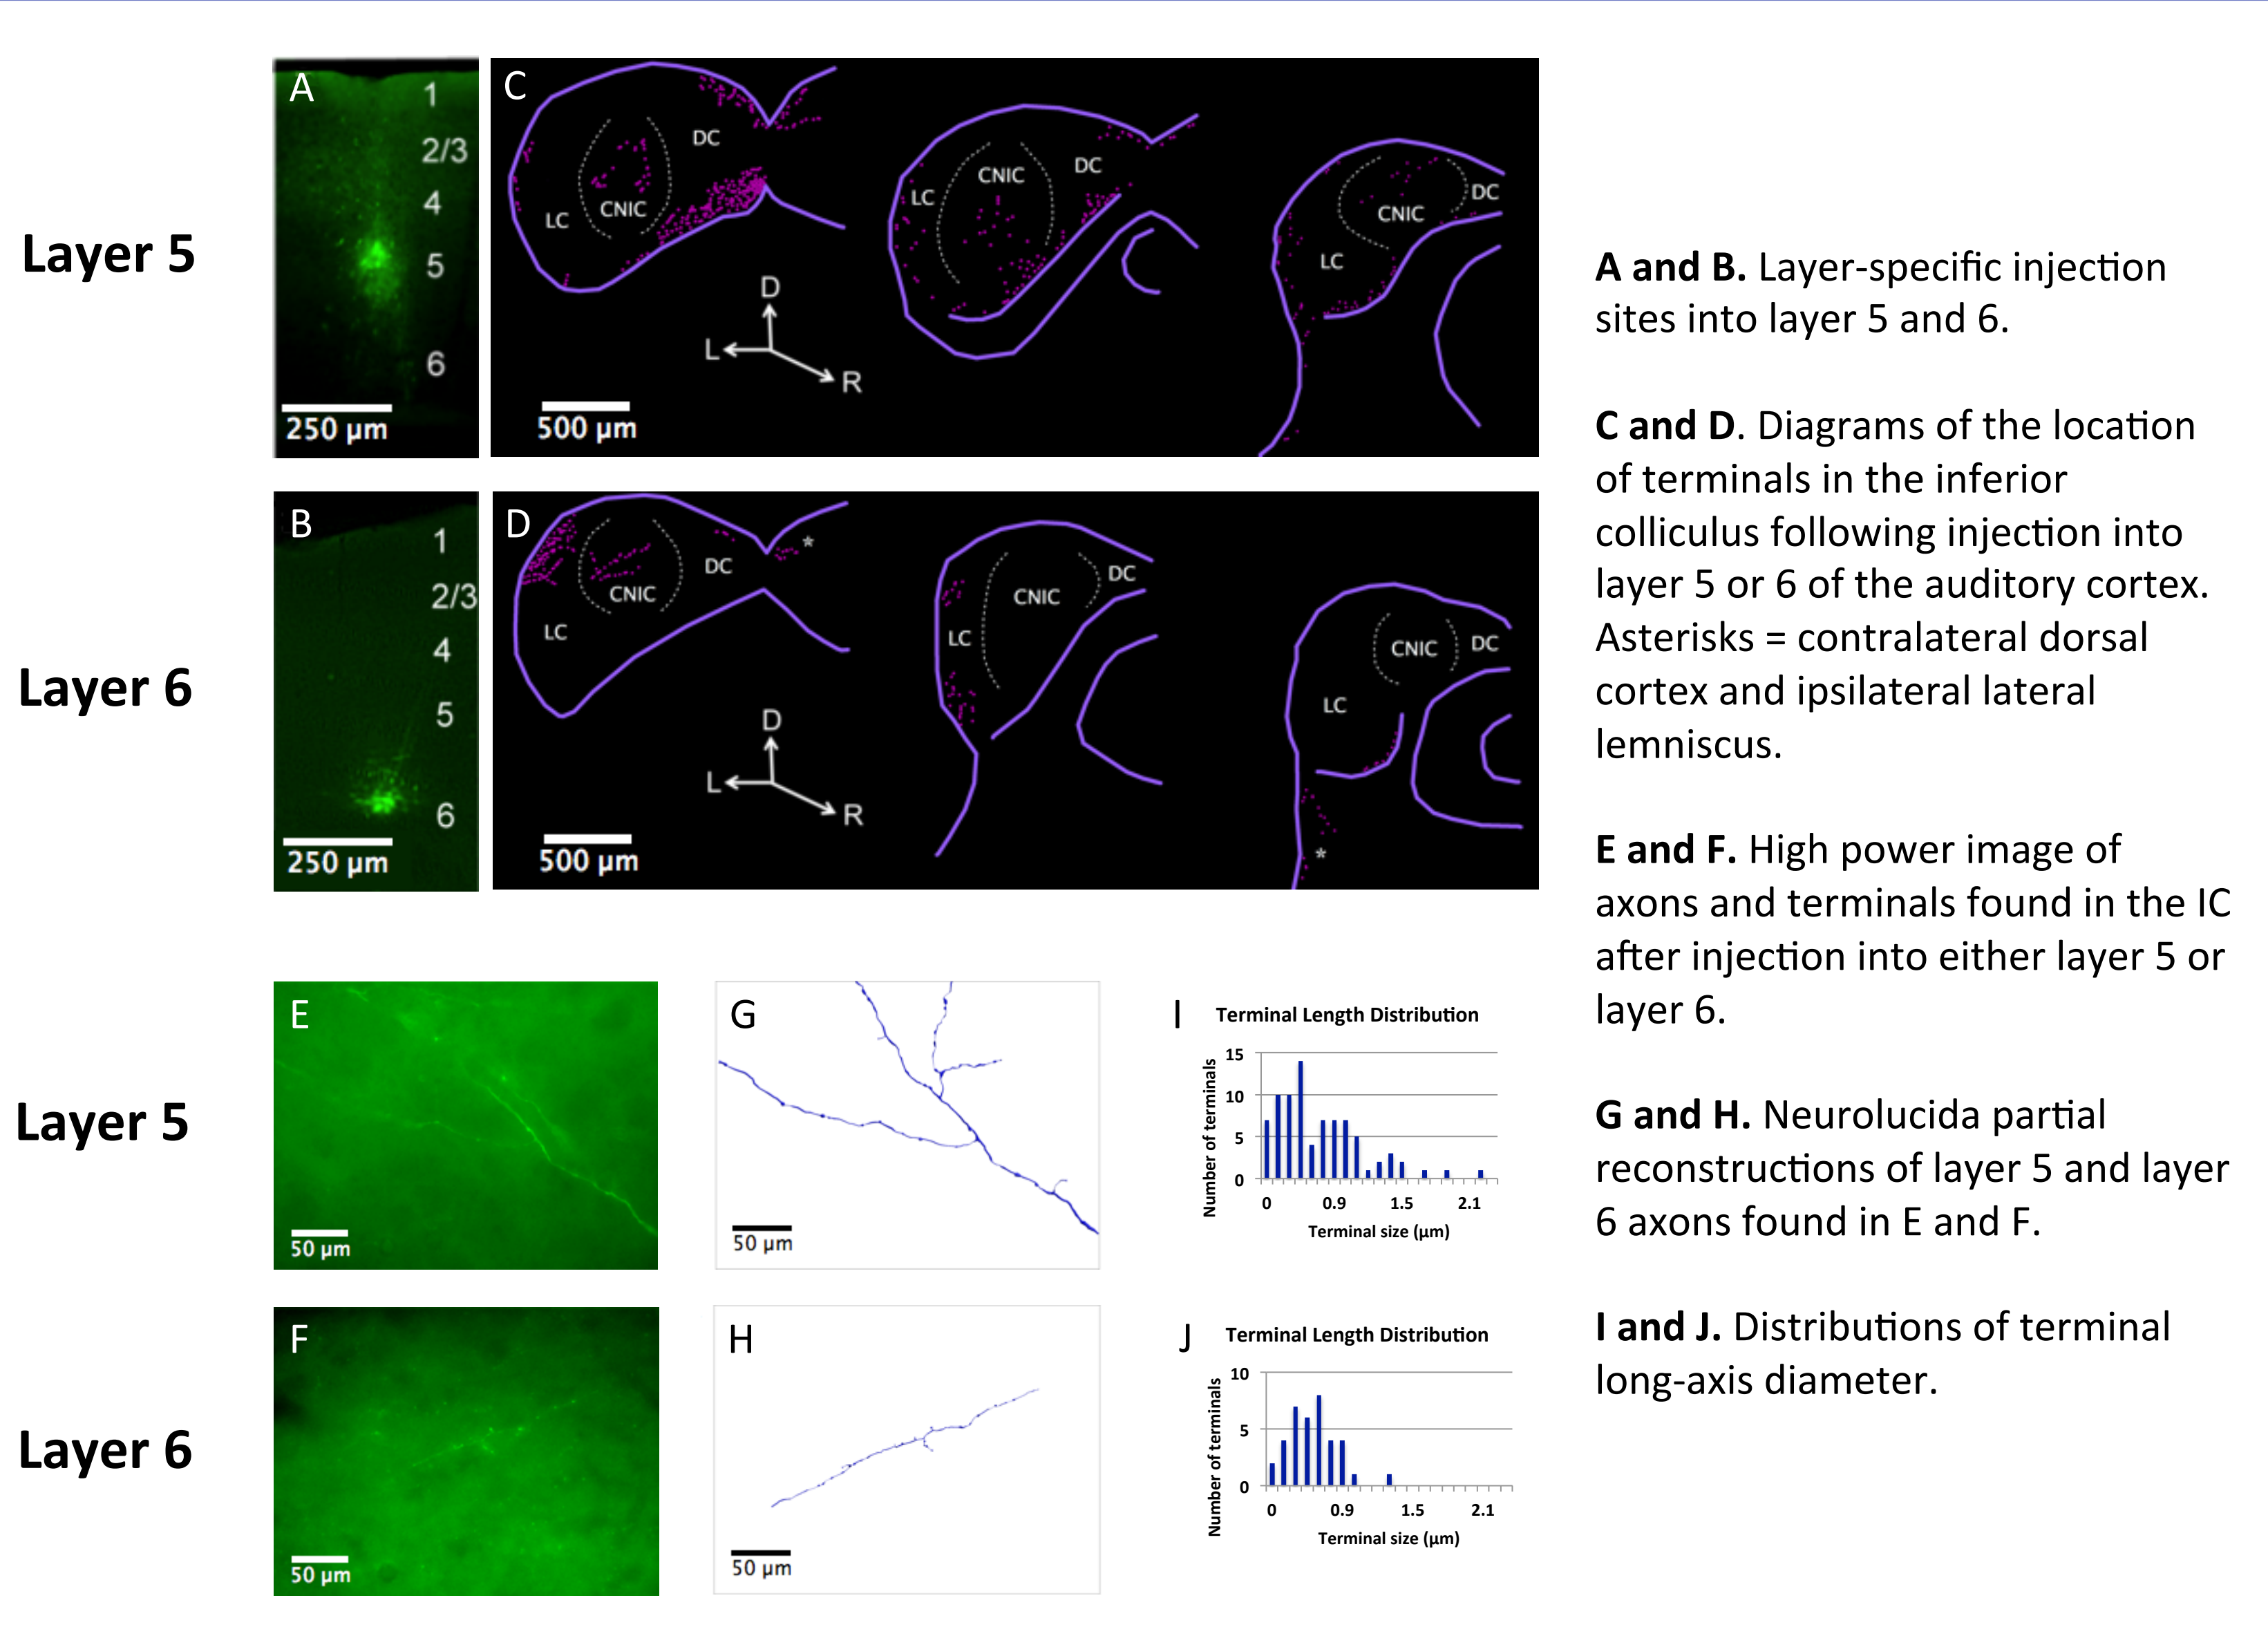 Layer 5
A
1
2/3
4
5
6
250 µm
C
DC
LC
CNIC
D
L
R
500 µm
LC
CNIC
DC
CNIC
DC
LC
Layer 6
B
1
2/3
4
5
6
250 µm
D
*
DC
CNIC
LC
D
L
R
500 µm
CNIC
DC
LC
CNIC
DC
LC
*
A and B. Layer-specific injection
sites into layer 5 and 6.
C and D. Diagrams of the location
of terminals in the inferior
colliculus following injection into
layer 5 or 6 of the auditory cortex.
Asterisks = contralateral dorsal
cortex and ipsilateral lateral
lemniscus.
E and F. High power image of
axons and terminals found in the IC
after injection into either layer 5 or
layer 6.
G and H. Neurolucida partial
reconstructions of layer 5 and layer
6 axons found in E and F.
I and J. Distributions of terminal
long-axis diameter.
Layer 5
E
50 µm
G
50 µm
I
Terminal Length Distribution
Number of terminals
15
10
5
0
0 0.9 1.5 2.1
Terminal size (µm)
Layer 6
F
50 µm
H
50 µm
J
Terminal Length Distribution
Number of terminals
10
5
0
0 0.9 1.5 2.1
Terminal size (µm)